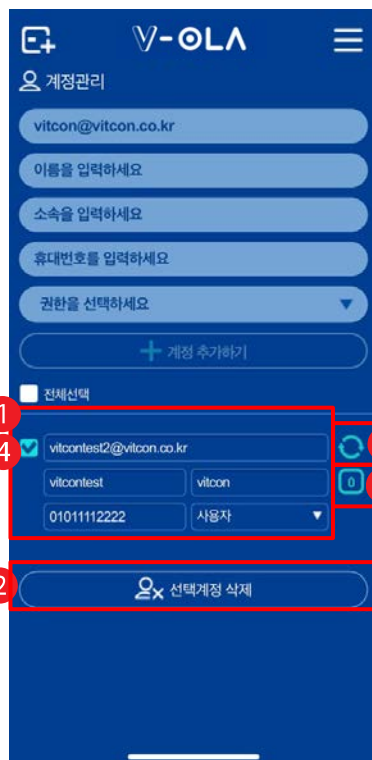 V-OLA
계정관리
vitcon@vitcon.co.kr
이름을 입력하세요
소속을 입력하세요
휴대번호를 입력하세요
권한을 선택하세요
계정 추가하기
전체선택
1
4
vitcontest2@vitcon.co.kr
vitcontest vitcon
0
01011112222 사용자
2
선택계정 삭제